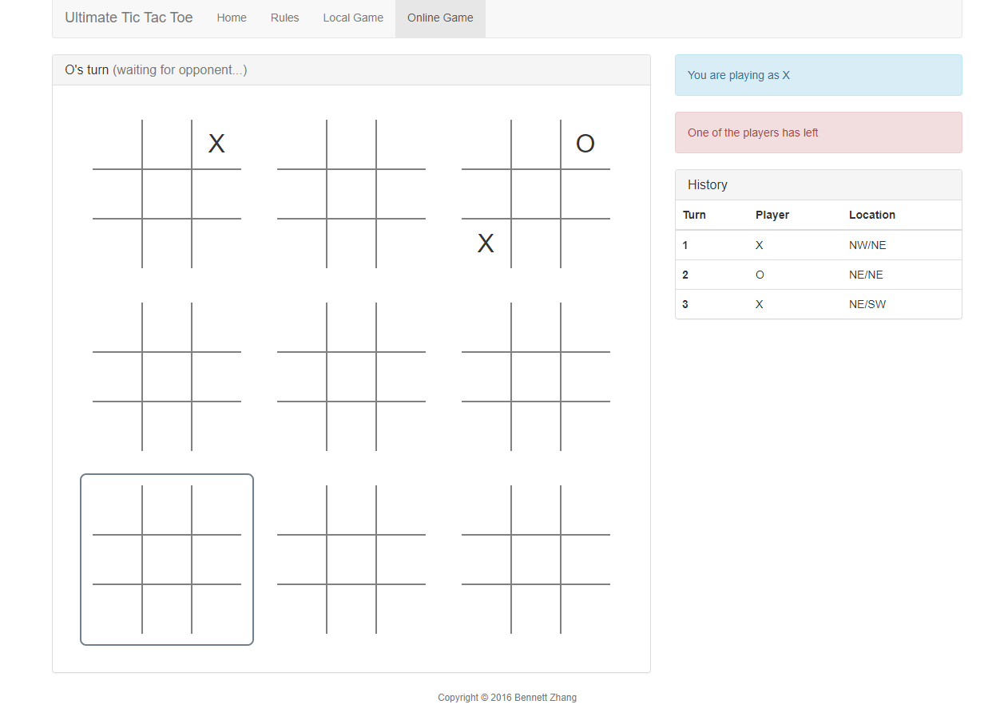 Ultimate Tic Tac Toe Home Rules Local Game Online Game
O's turn (waiting for opponent...)
X O
X
You are playing as X
One of the players has left
History
Turn Player Location
1 X NW/NE
2 O NE/NE
3 X NE/SW
Copyright © 2016 Bennett Zhang